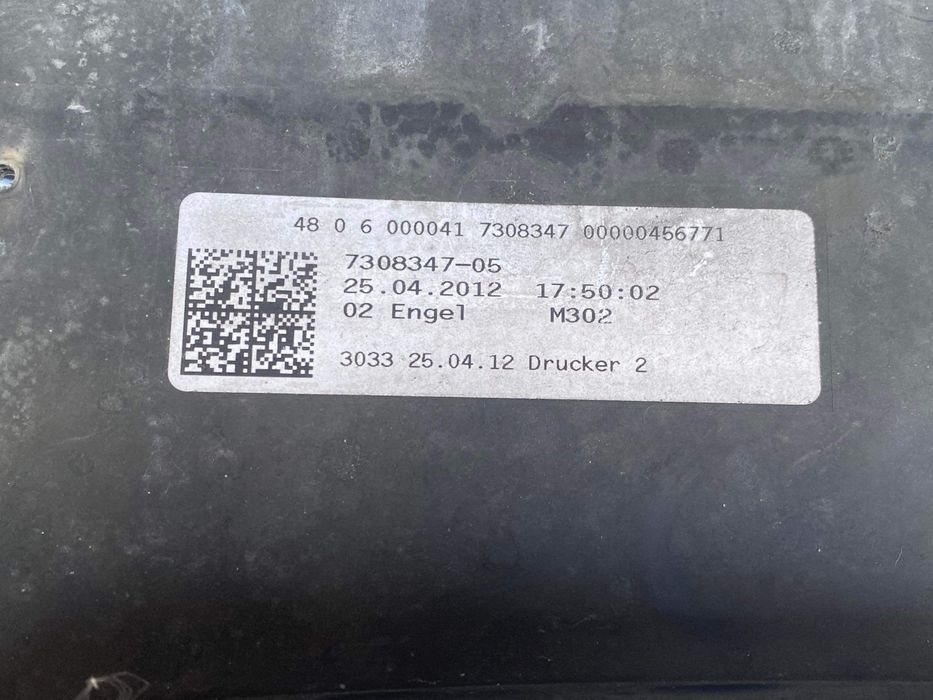 48 0 6 000041 7308347 00000456771
7308347-05
25.04.2012 17:50:02
02 Engel M302
3033 25.04.12 Drucker 2